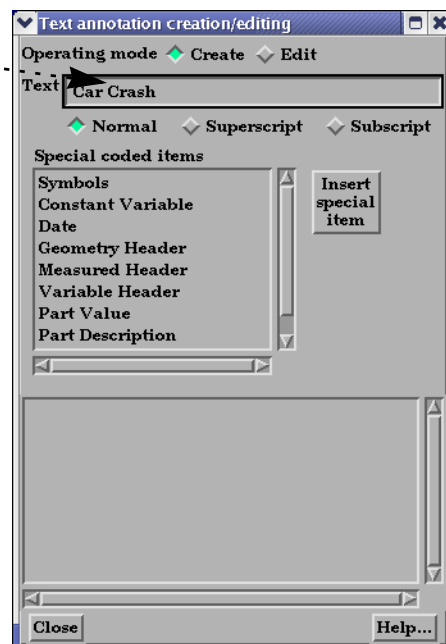 Text annotation creation/editing
Operating mode Create Edit
Text Car Crash
Normal Superscript Subscript
Special coded items
Symbols
Constant Variable
Date
Geometry Header
Measured Header
Variable Header
Part Value
Part Description
Insert
special
item
Close Help...